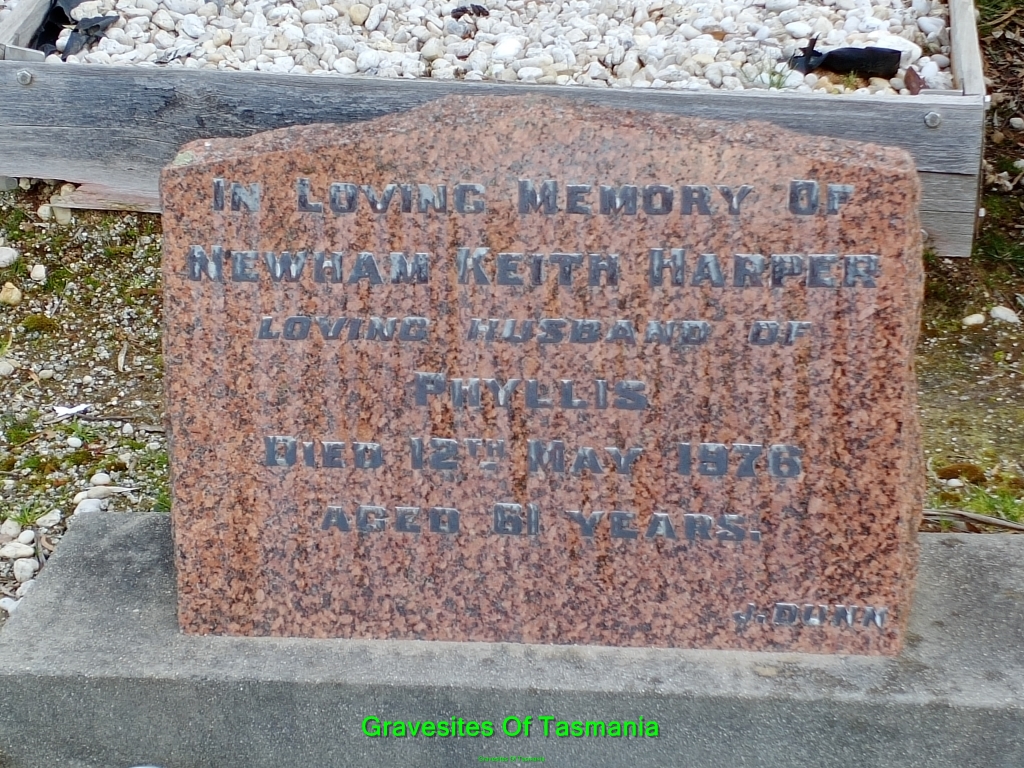 In Loving Memory Of
Newham Keith Harper
LOVING HUSBAND OF
Phyllis
Died 12th May 1976
AGED 61 YEARS.
J. DUNN
Gravesites Of Tasmania